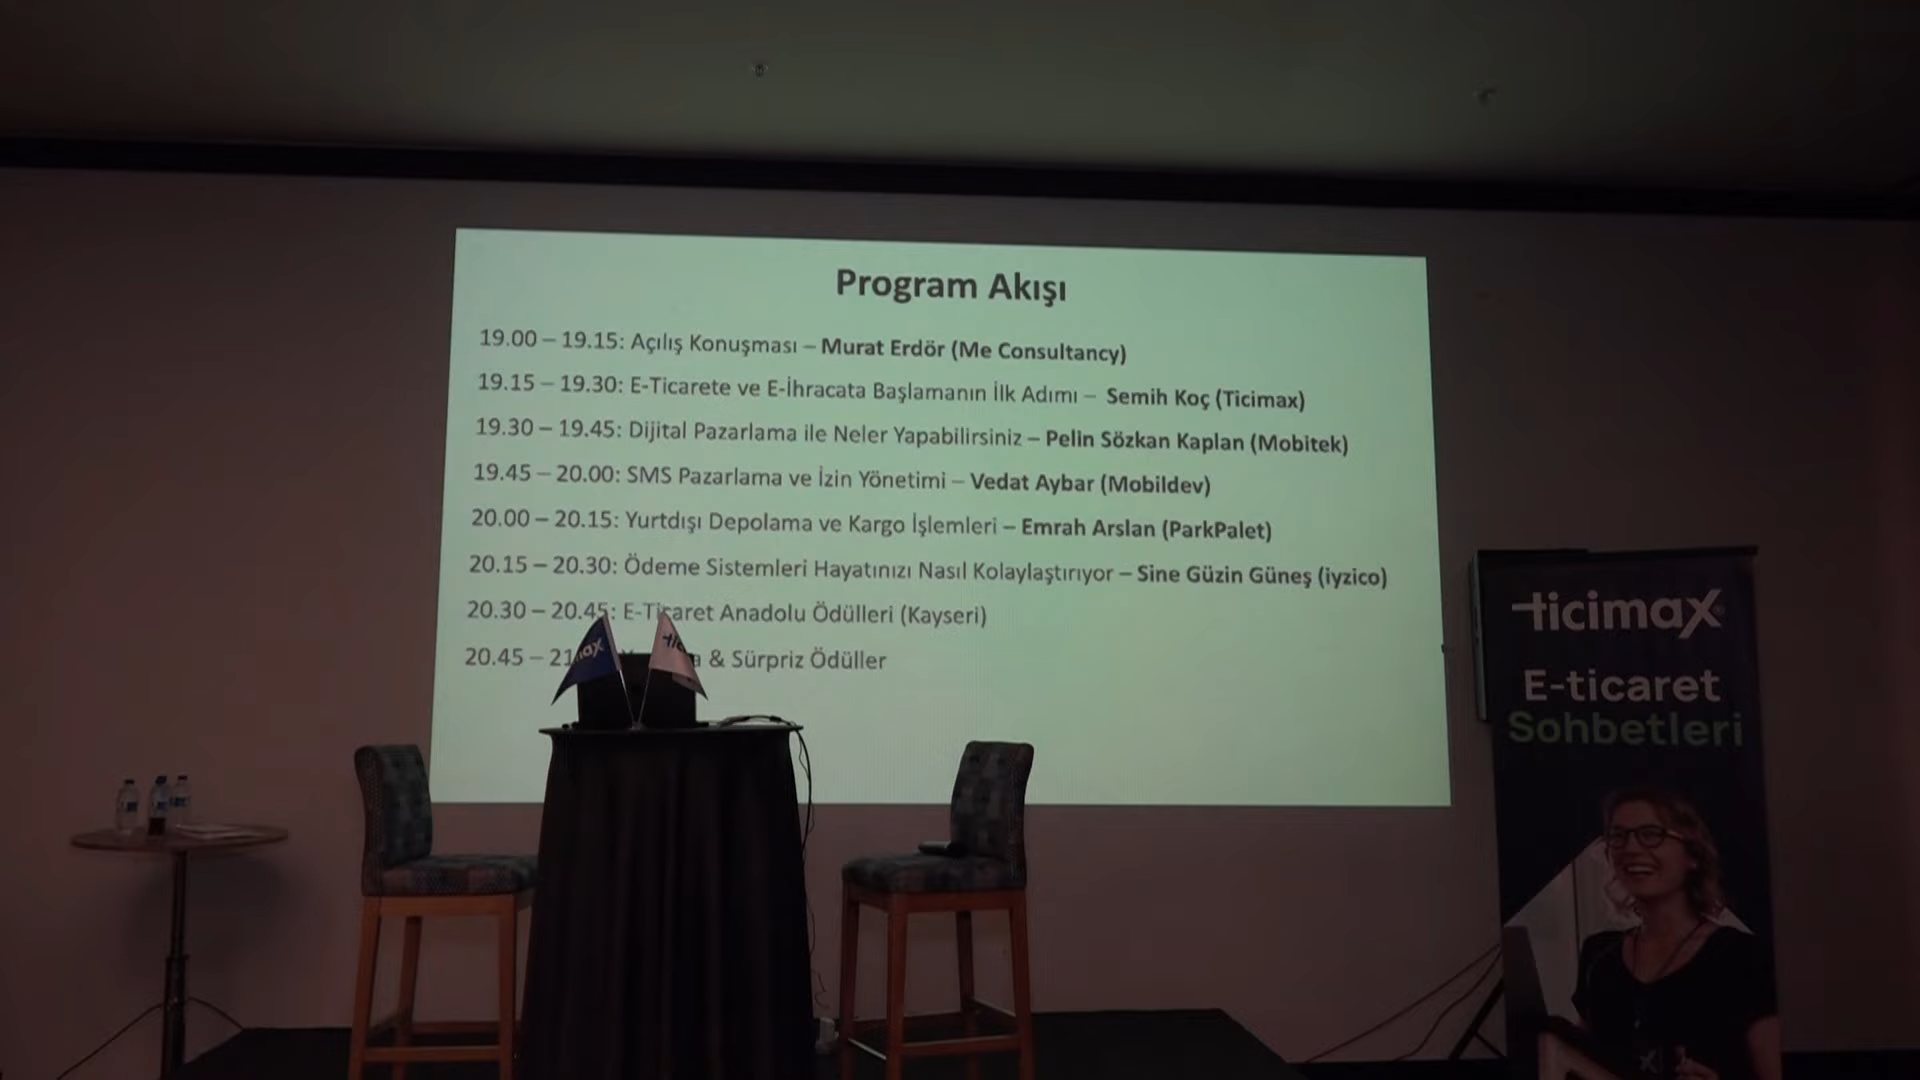 Program Akışı
19.00 – 19.15: Açılış Konuşması – Murat Erdör (Me Consultancy)
19.15 – 19.30: E-Ticarete ve E-İhracata Başlamanın İlk Adımı – Semih Koç (Ticimax)
19.30 – 19.45: Dijital Pazarlama ile Neler Yapabilirsiniz – Pelin Sözkan Kaplan (Mobitek)
19.45 – 20.00: SMS Pazarlama ve İzin Yönetimi – Vedat Aybar (Mobildev)
20.00 – 20.15: Yurtdışı Depolama ve Kargo İşlemleri – Emrah Arslan (ParkPalet)
20.15 – 20.30: Ödeme Sistemleri Hayatınızı Nasıl Kolaylaştırıyor – Sine Güzin Güneş (iyzico)
20.30 – 20.45: E-Ticaret Anadolu Ödülleri (Kayseri)
20.45 – & Sürpriz Ödüller
ticimax®
E-ticaret
Sohbetleri